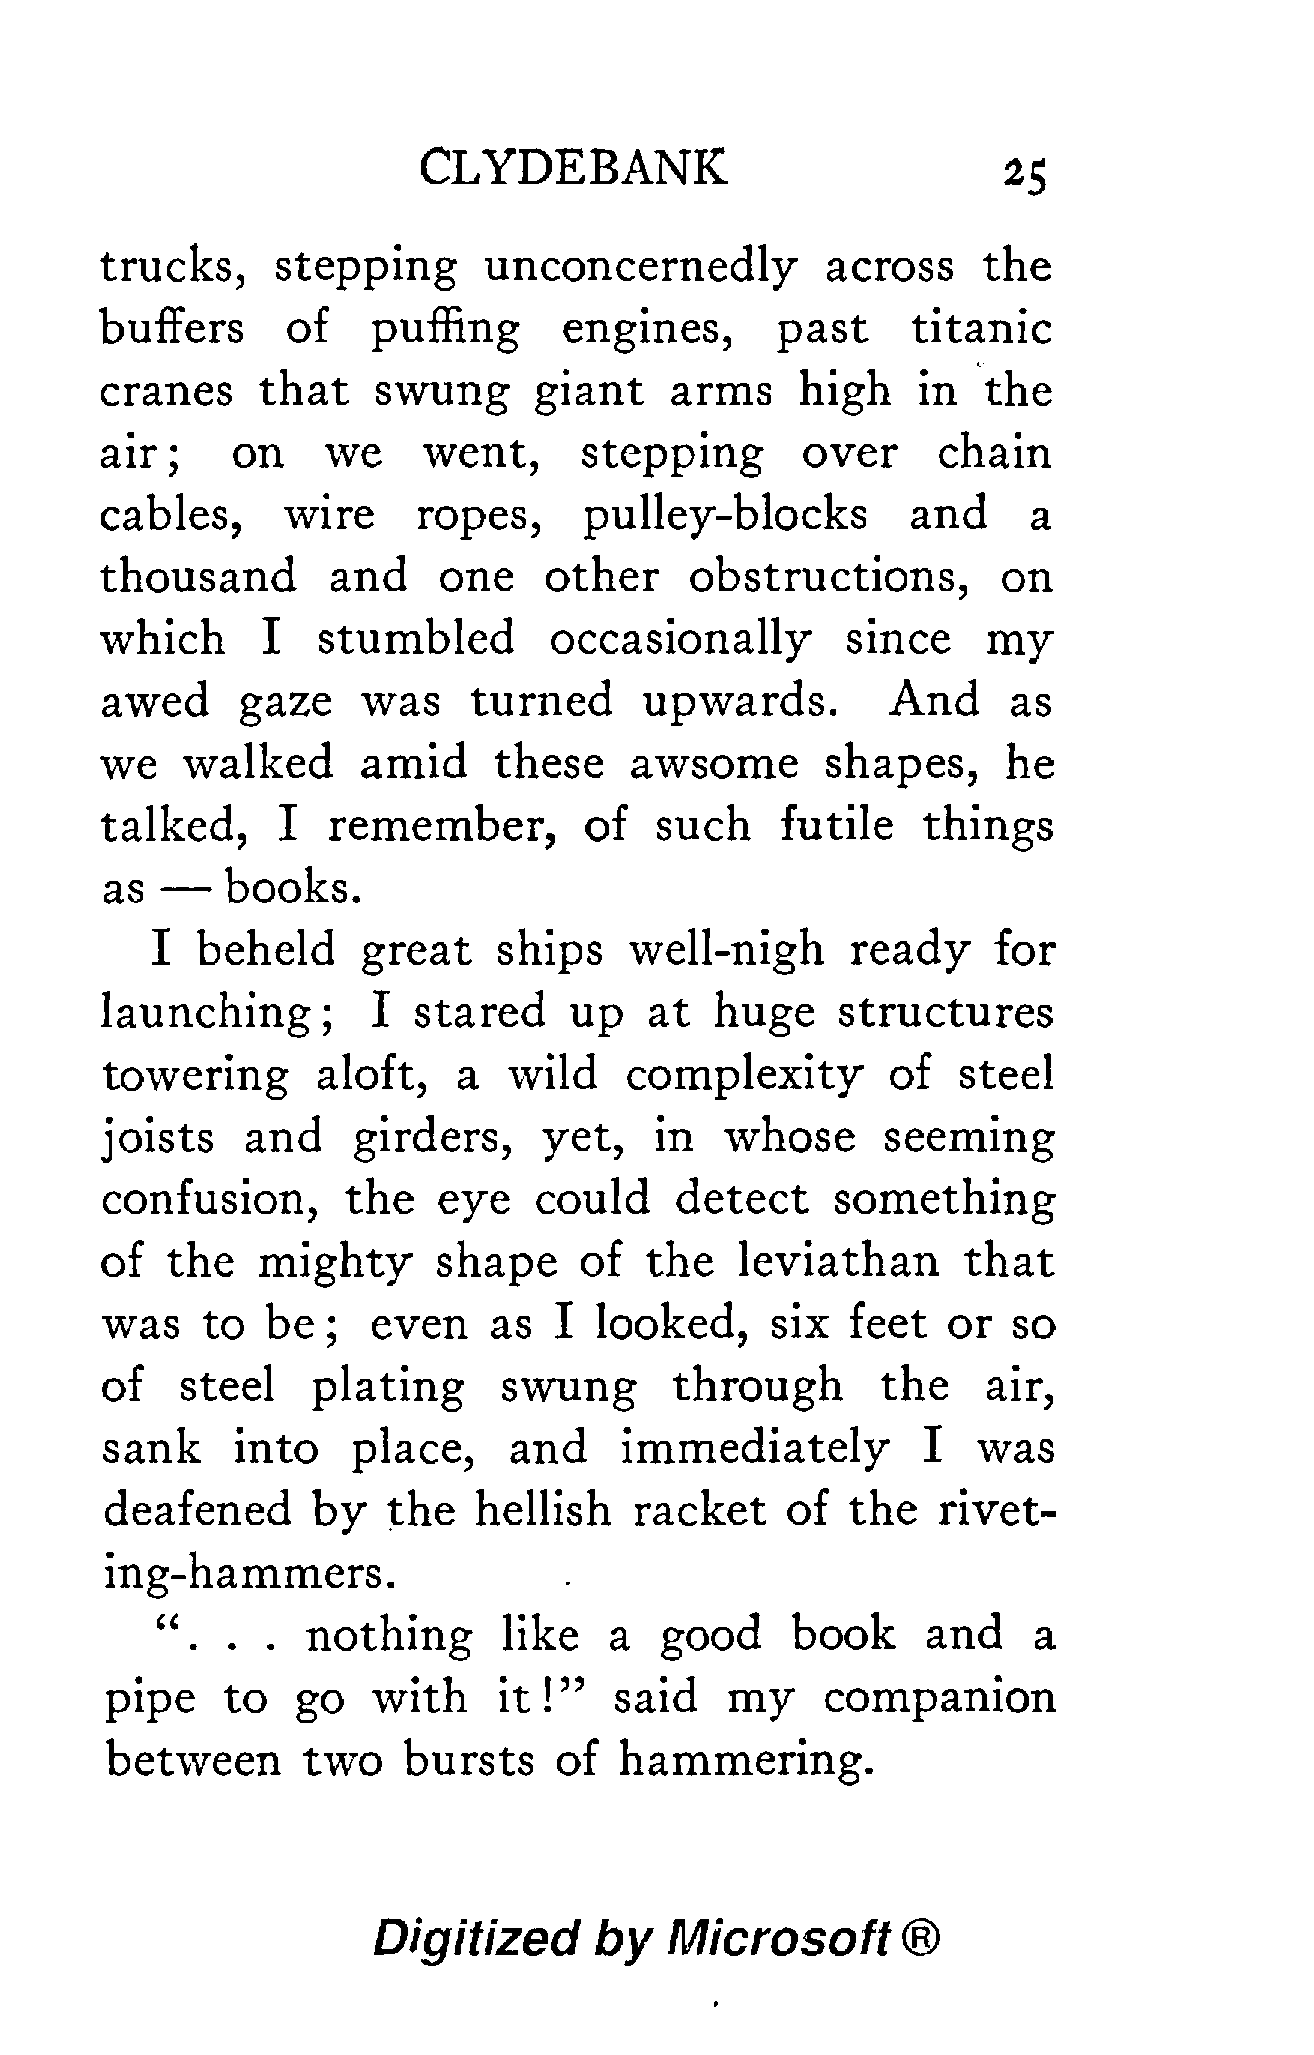 CLYDEBANK 25
trucks, stepping unconcernedly across the
buffers of puffing engines, past titanic
cranes that swung giant arms high in the
air; on we went, stepping over chain
cables, wire ropes, pulley-blocks and a
thousand and one other obstructions, on
which I stumbled occasionally since my
awed gaze was turned upwards. And as
we walked amid these awsome shapes, he
talked, I remember, of such futile things
as — books.
I beheld great ships well-nigh ready for
launching; I stared up at huge structures
towering aloft, a wild complexity of steel
joists and girders, yet, in whose seeming
confusion, the eye could detect something
of the mighty shape of the leviathan that
was to be; even as I looked, six feet or so
of steel plating swung through the air,
sank into place, and immediately I was
deafened by the hellish racket of the rivet-
ing-hammers.
“. . . nothing like a good book and a
pipe to go with it!” said my companion
between two bursts of hammering.
Digitized by Microsoft ®